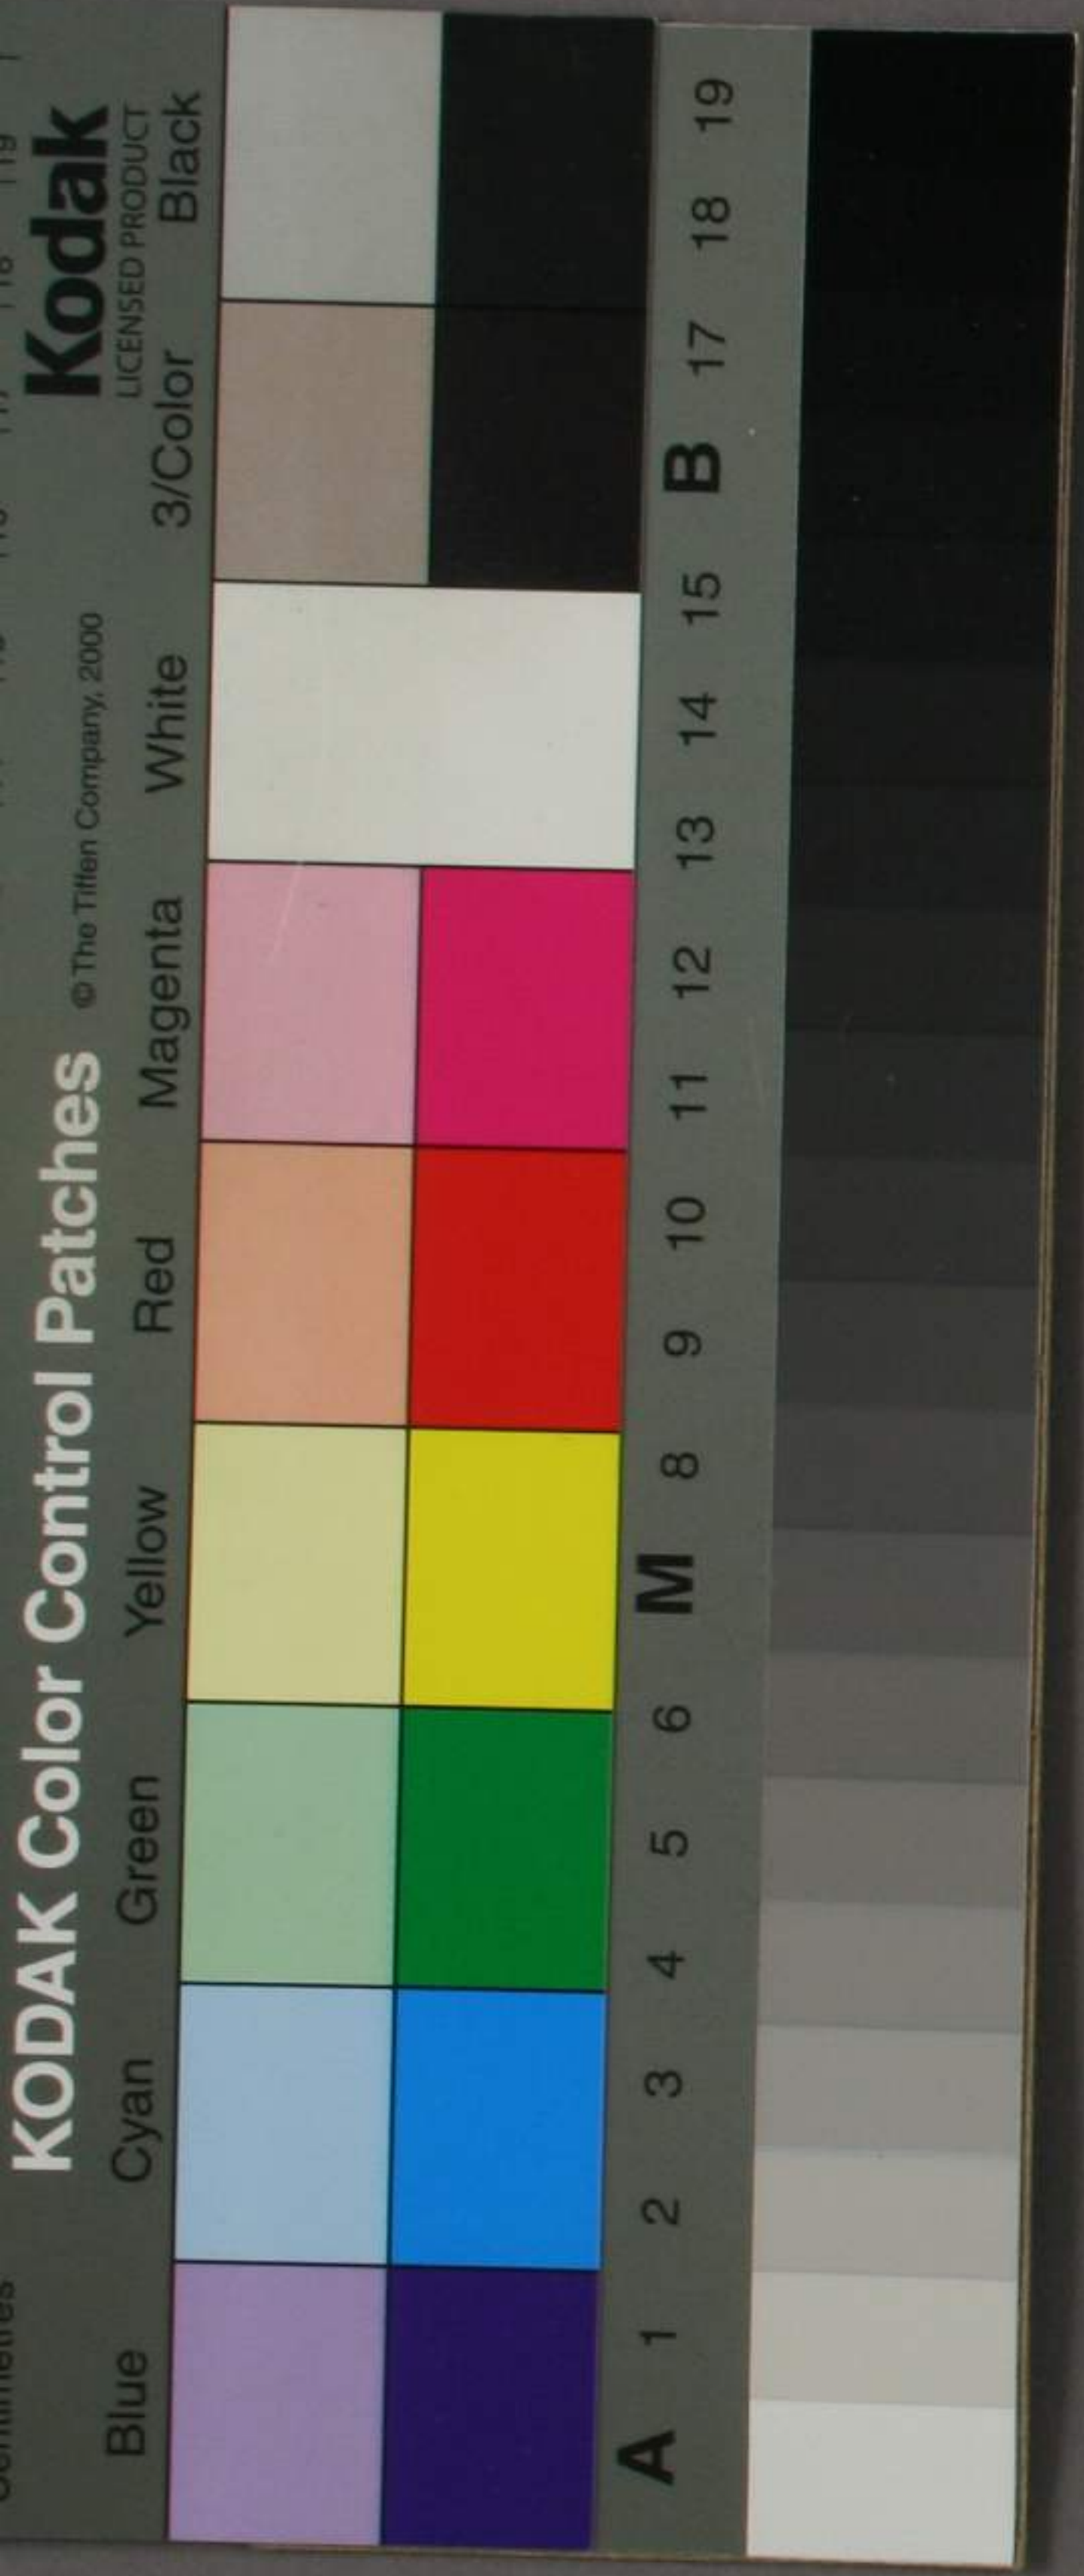 Centimetres
KODAK Color Control Patches © The Tiffen Company, 2000 Kodak
LICENSED PRODUCT
Blue Cyan Green Yellow Red Magenta White 3/Color Black
A 1 2 3 4 5 6 M 8 9 10 11 12 13 14 15 B 17 18 19